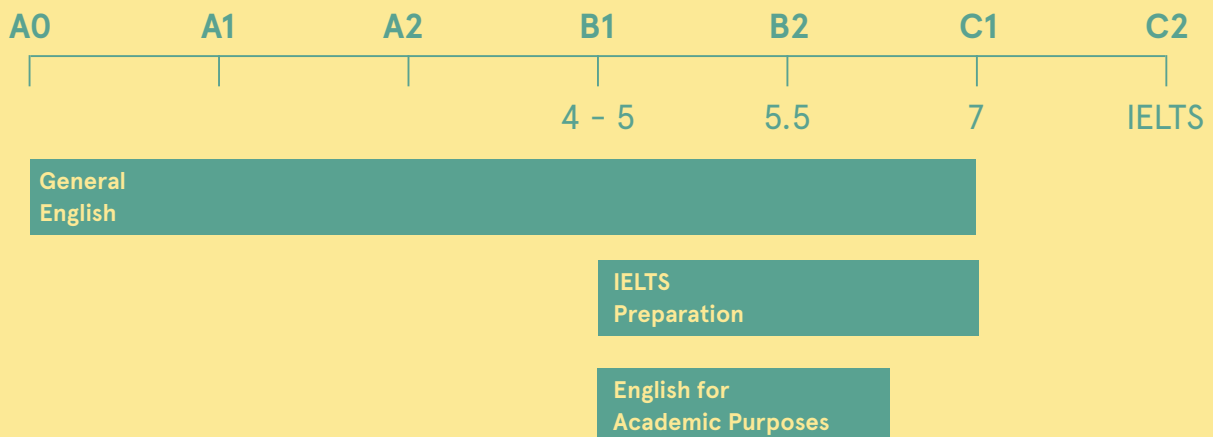 A0 A1 A2 B1 B2 C1 C2
4 - 5 5.5 7 IELTS
General
English
IELTS
Preparation
English for
Academic Purposes